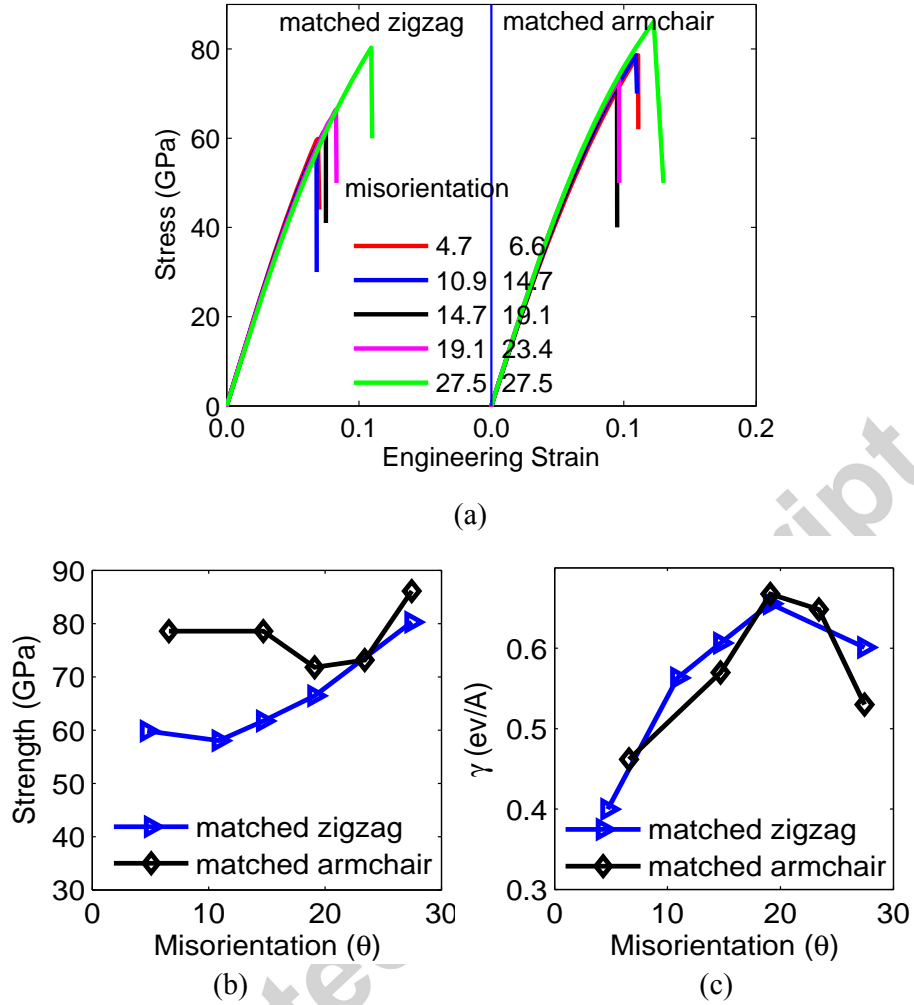 80
60
40
20
0
Stress (GPa)
matched zigzag
matched armchair
misorientation
4.7 6.6
10.9 14.7
14.7 19.1
19.1 23.4
27.5 27.5
0.0 0.1 0.0 0.1 0.2
Engineering Strain
(a)
90
80
70
60
50
40
30
Strength (GPa)
matched zigzag
matched armchair
0 10 20 30
Misorientation (θ)
(b)
0.6
0.5
0.4
0.3
γ (ev/A)
matched zigzag
matched armchair
0 10 20 30
Misorientation (θ)
(c)